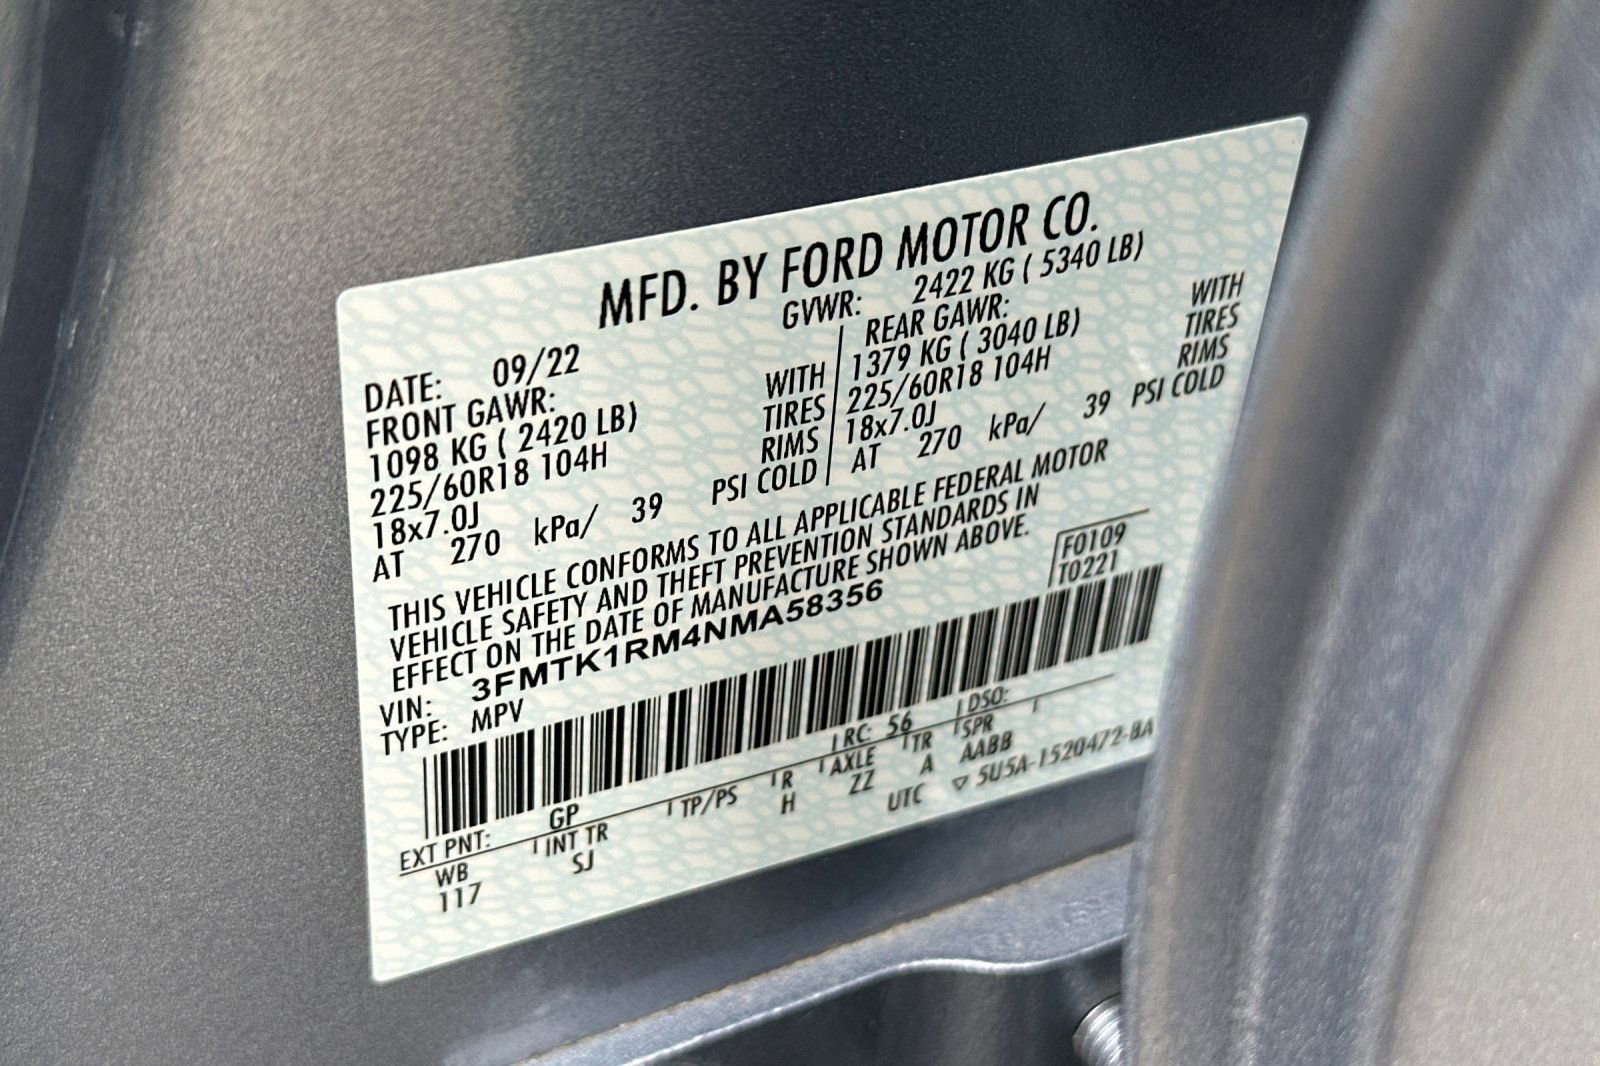 MFD. BY FORD MOTOR CO.
DATE: 09/22 GVWR: 2422 KG ( 5340 LB)
FRONT GAWR: REAR GAWR:
1098 KG ( 2420 LB) WITH 1379 KG ( 3040 LB) WITH
225/60R18 104H TIRES 225/60R18 104H TIRES
18x7.0J RIMS 18x7.0J RIMS
AT 270 kPa/ 39 PSI COLD AT 270 kPa/ 39 PSI COLD
THIS VEHICLE CONFORMS TO ALL APPLICABLE FEDERAL MOTOR
VEHICLE SAFETY AND THEFT PREVENTION STANDARDS IN
EFFECT ON THE DATE OF MANUFACTURE SHOWN ABOVE.
F0109
T0221
VIN: 3FMTK1RM4NMA58356
TYPE: MPV
EXT PNT: GP RC: 56 DSO:
WB INT TR TP/PS R AXLE TR SPR
117 SJ H ZZ A AABB
UTC ▽ 5U5A-1520472-BA